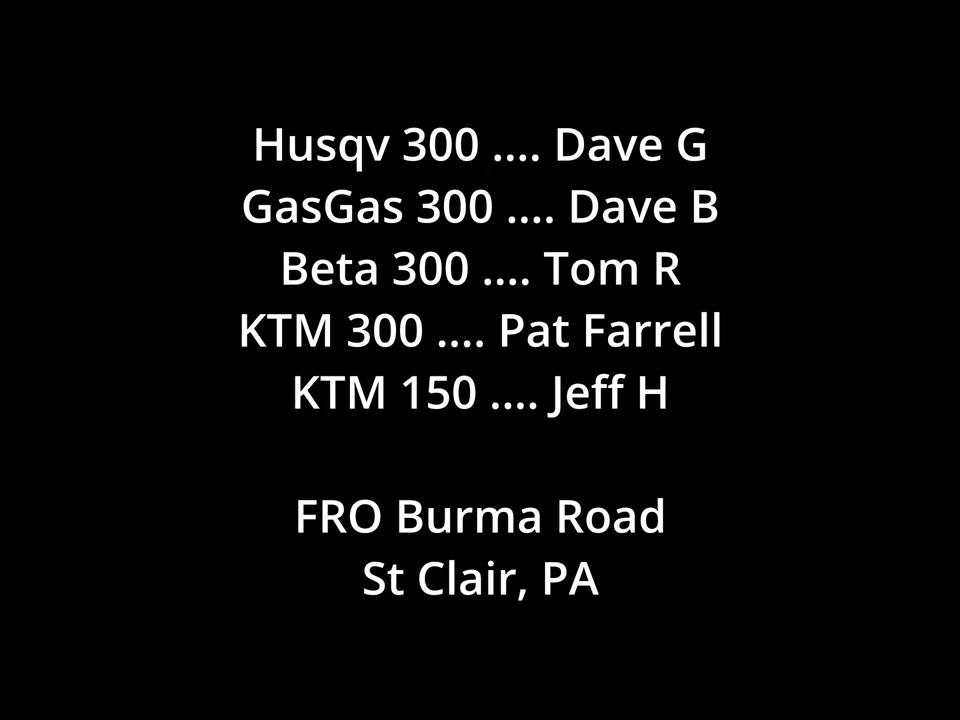 Husqv 300 .... Dave G
GasGas 300 .... Dave B
Beta 300 .... Tom R
KTM 300 .... Pat Farrell
KTM 150 .... Jeff H
FRO Burma Road
St Clair, PA